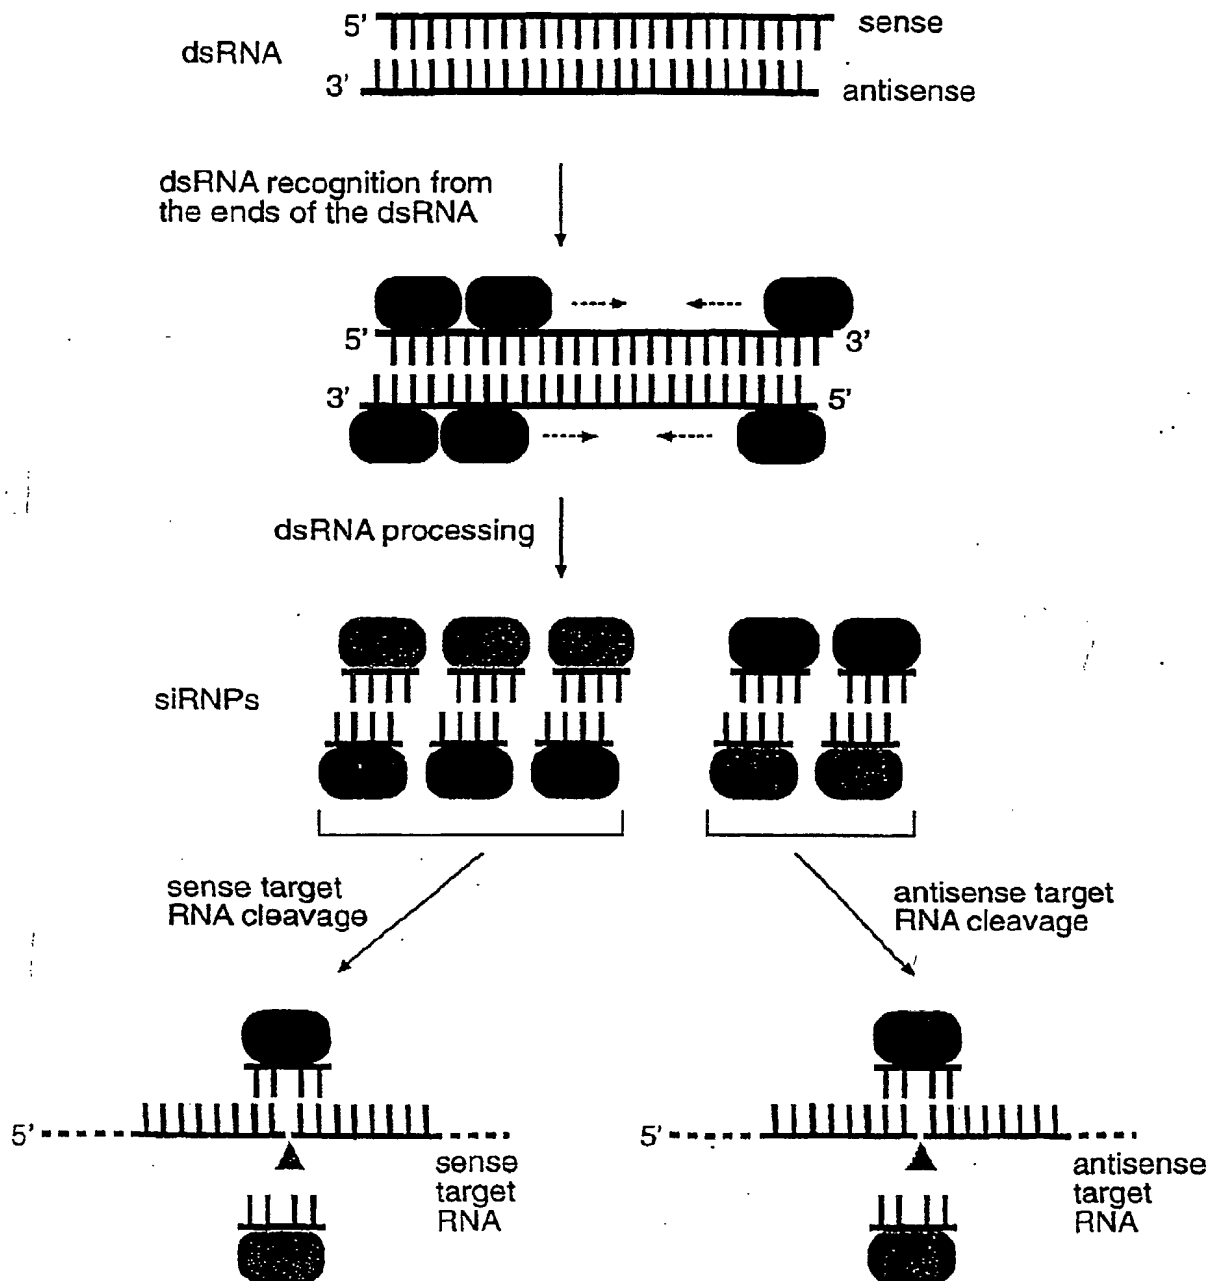 5' sense
dsRNA
3' antisense
dsRNA recognition from
the ends of the dsRNA
5' 3'
3' 5'
dsRNA processing
siRNPs
sense target
RNA cleavage
antisense target
RNA cleavage
5'
sense
target
RNA
5'
antisense
target
RNA